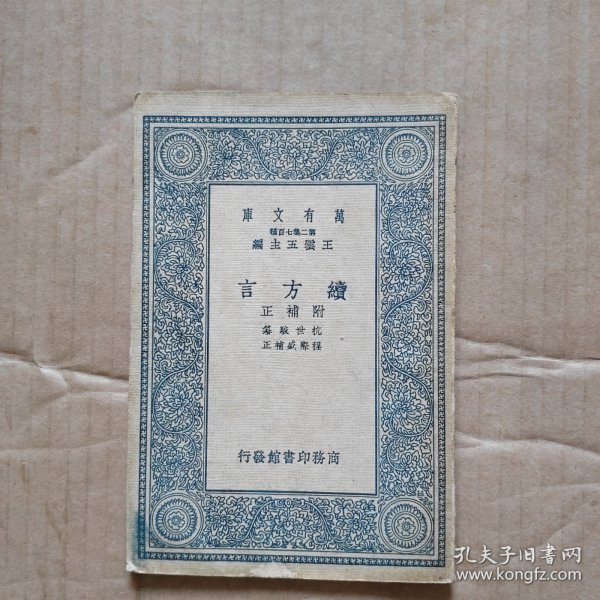 萬有文庫
第二集七百種
王雲五主編
續方言
附補正
杭世駿纂
程際盛補正
商務印書館發行
孔夫子旧书网
www.kongfz.com